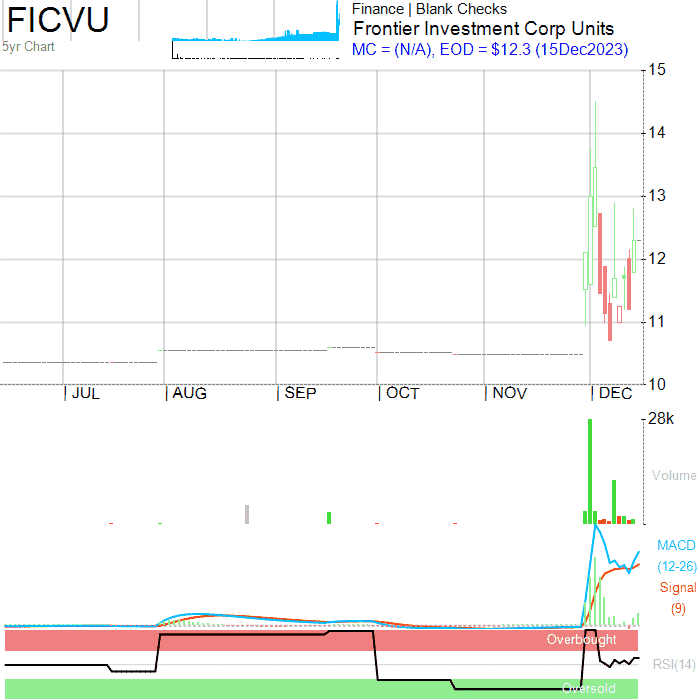 FICVU
5yr Chart
Finance | Blank Checks
Frontier Investment Corp Units
MC = (N/A), EOD = $12.3 (15Dec2023)
15
14
13
12
11
10
JUL AUG SEP OCT NOV DEC
28k
Volume
MACD
(12-26)
Signal
(9)
Overbought
RSI(14)
Oversold